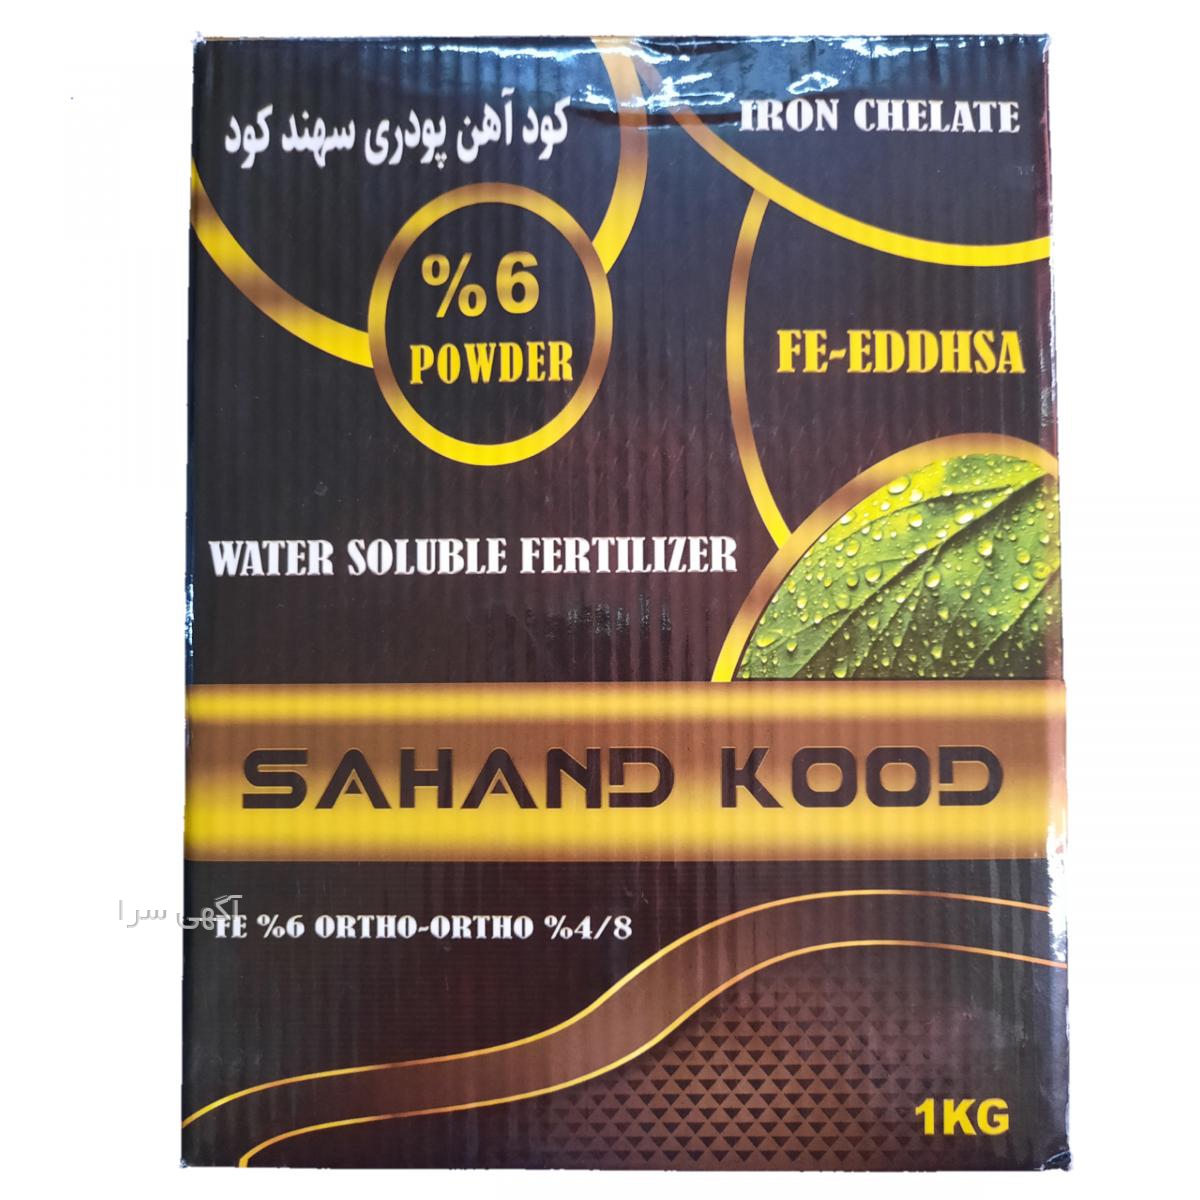 کود آهن پودری سهند کود
IRON CHELATE
%6
POWDER
FE-EDDHSA
WATER SOLUBLE FERTILIZER
SAHAND KOOD
آگهی سرا
FE %6 ORTHO-ORTHO %4/8
1KG